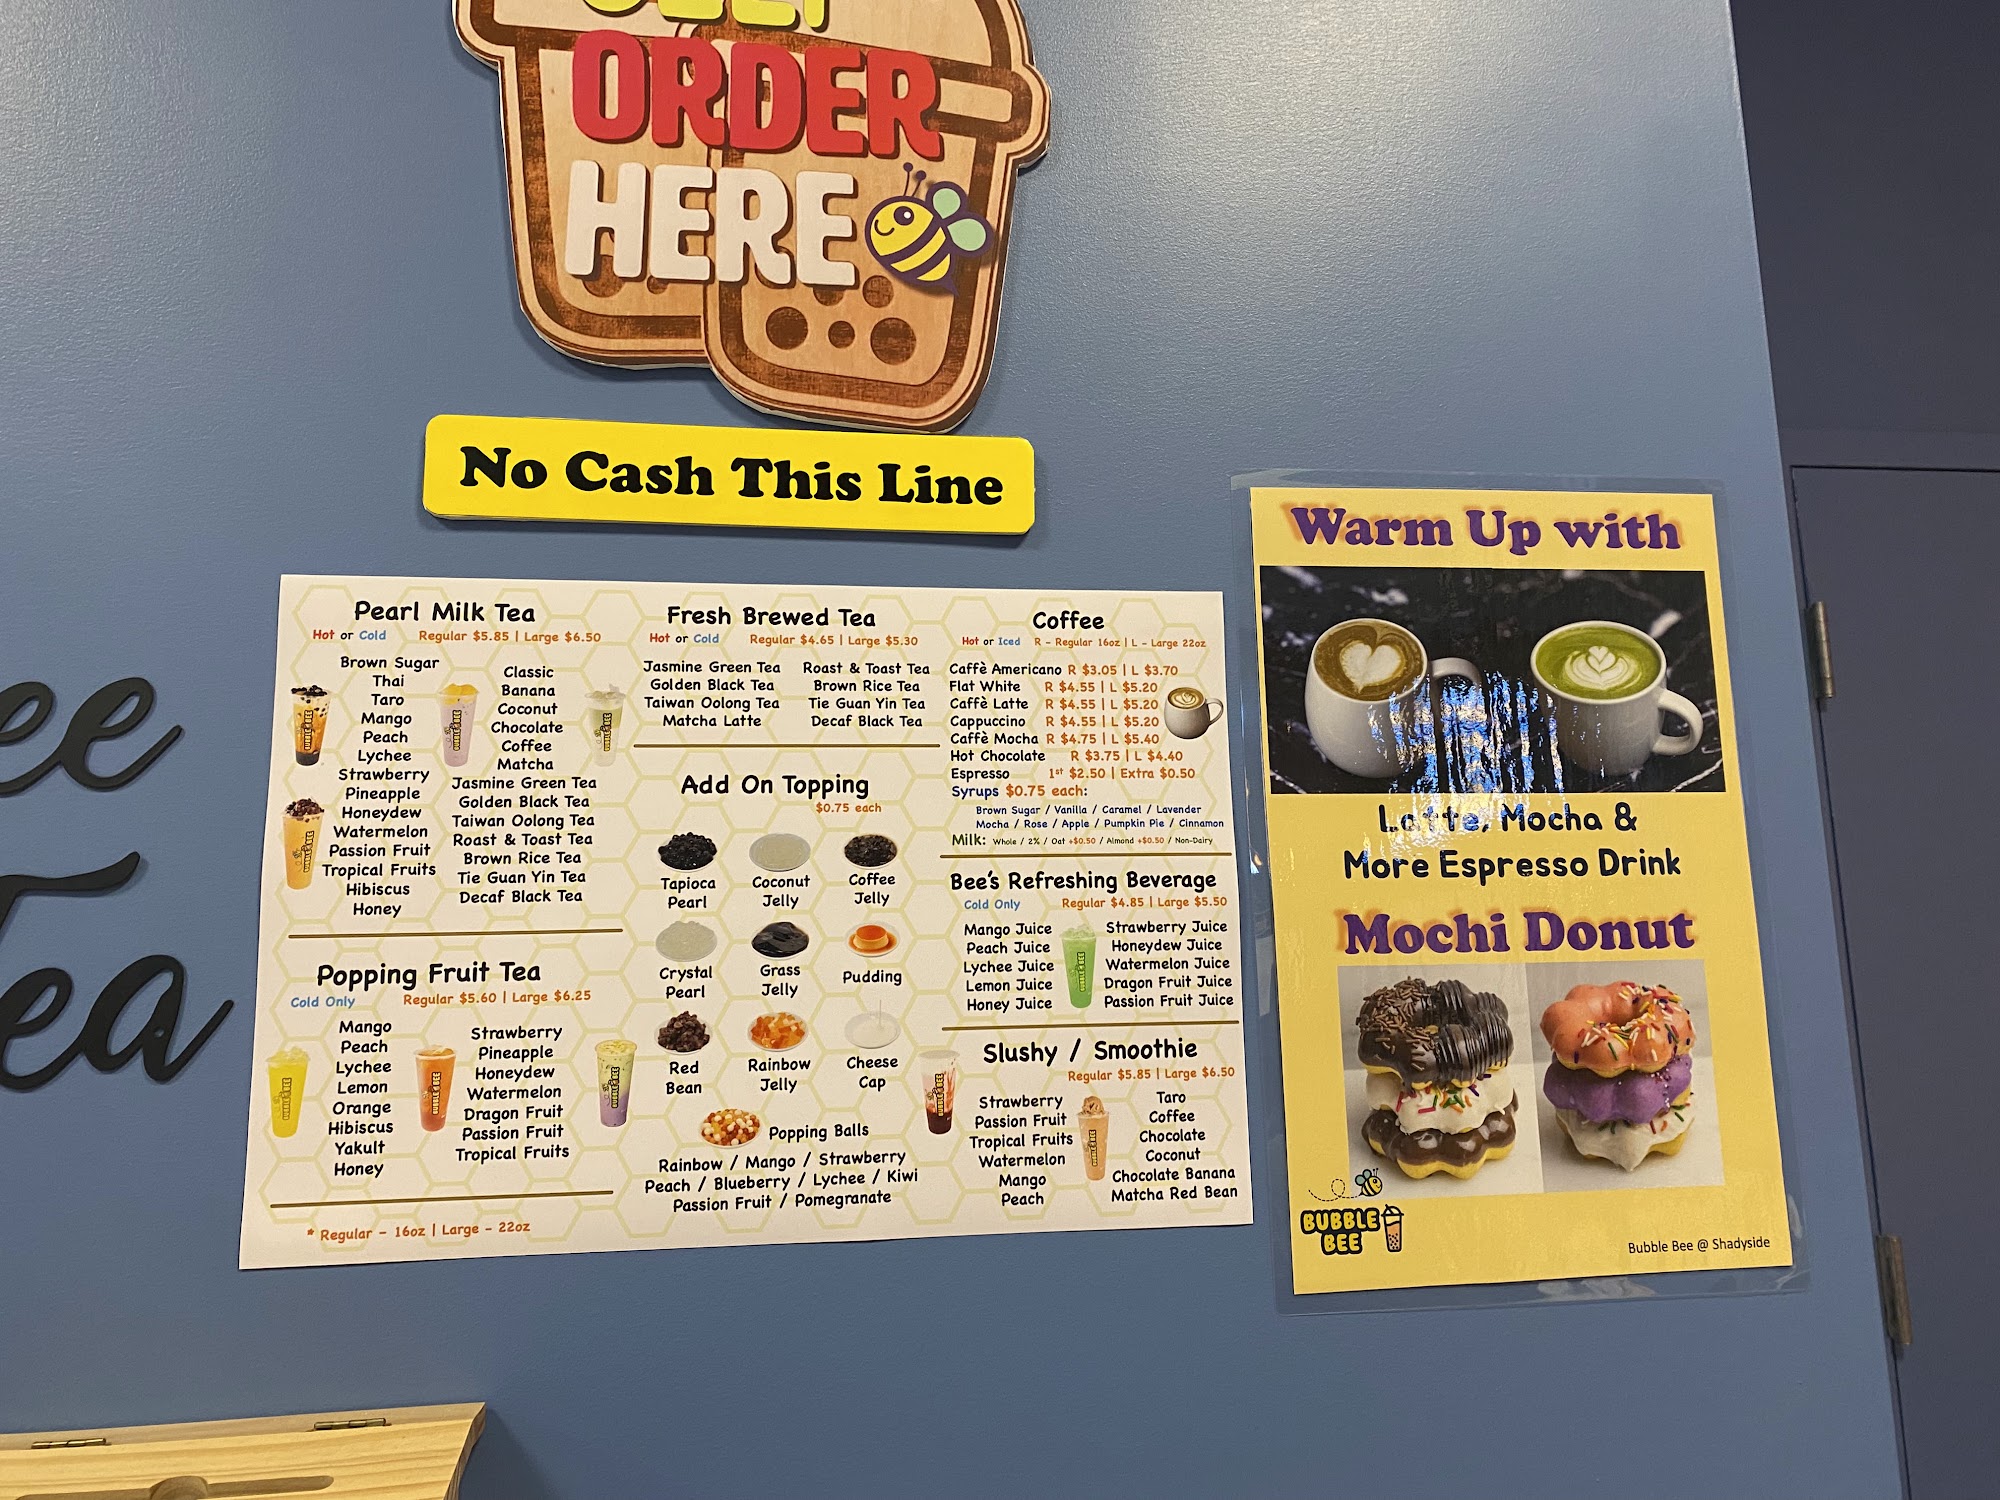 SELF
ORDER
HERE
No Cash This Line
ee
Tea
Pearl Milk Tea
Hot or Cold Regular $5.85 | Large $6.50
Brown Sugar
Thai
Taro
Mango
Peach
Lychee
Strawberry
Pineapple
Honeydew
Watermelon
Passion Fruit
Tropical Fruits
Hibiscus
Honey
Classic
Banana
Coconut
Chocolate
Coffee
Matcha
Jasmine Green Tea
Golden Black Tea
Taiwan Oolong Tea
Roast & Toast Tea
Brown Rice Tea
Tie Guan Yin Tea
Decaf Black Tea
Popping Fruit Tea
Cold Only Regular $5.60 | Large $6.25
Mango
Peach
Lychee
Lemon
Orange
Hibiscus
Yakult
Honey
Strawberry
Pineapple
Honeydew
Watermelon
Dragon Fruit
Passion Fruit
Tropical Fruits
* Regular - 16oz | Large - 22oz
Fresh Brewed Tea
Hot or Cold Regular $4.65 | Large $5.30
Jasmine Green Tea
Golden Black Tea
Taiwan Oolong Tea
Matcha Latte
Roast & Toast Tea
Brown Rice Tea
Tie Guan Yin Tea
Decaf Black Tea
Add On Topping
$0.75 each
Tapioca
Pearl
Coconut
Jelly
Coffee
Jelly
Crystal
Pearl
Grass
Jelly
Pudding
Red
Bean
Rainbow
Jelly
Cheese
Cap
Popping Balls
Rainbow / Mango / Strawberry
Peach / Blueberry / Lychee / Kiwi
Passion Fruit / Pomegranate
Coffee
Hot or Iced R - Regular 16oz | L - Large 22oz
Caffè Americano R $3.05 | L $3.70
Flat White R $4.55 | L $5.20
Caffè Latte R $4.55 | L $5.20
Cappuccino R $4.55 | L $5.20
Caffè Mocha R $4.75 | L $5.40
Hot Chocolate R $3.75 | L $4.40
Espresso 1st $2.50 | Extra $0.50
Syrups $0.75 each:
Brown Sugar / Vanilla / Caramel / Lavender
Mocha / Rose / Apple / Pumpkin Pie / Cinnamon
Milk: Whole / 2% / Oat +$0.50 / Almond +$0.50 / Non-Dairy
Bee's Refreshing Beverage
Cold Only Regular $4.85 | Large $5.50
Mango Juice
Peach Juice
Lychee Juice
Lemon Juice
Honey Juice
Strawberry Juice
Honeydew Juice
Watermelon Juice
Dragon Fruit Juice
Passion Fruit Juice
Slushy / Smoothie
Regular $5.85 | Large $6.50
Strawberry
Passion Fruit
Tropical Fruits
Watermelon
Mango
Peach
Taro
Coffee
Chocolate
Coconut
Chocolate Banana
Matcha Red Bean
Warm Up with
Latte, Mocha &
More Espresso Drink
Mochi Donut
BUBBLE
BEE
Bubble Bee @ Shadyside